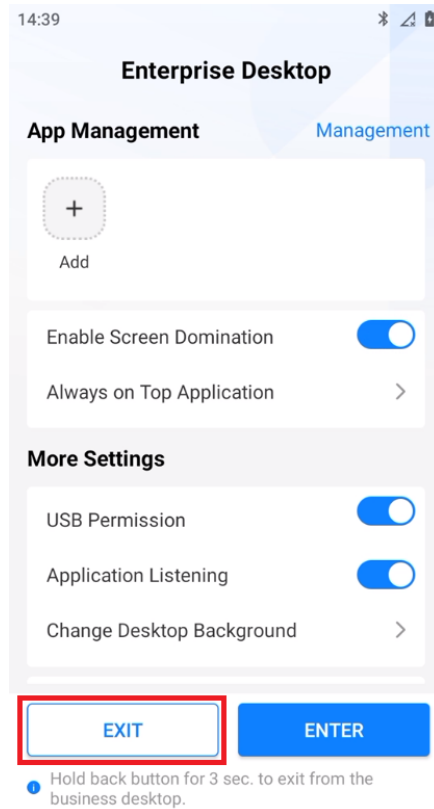 14:39
Enterprise Desktop
App Management Management
+
Add
Enable Screen Domination
Always on Top Application
More Settings
USB Permission
Application Listening
Change Desktop Background
EXIT ENTER
Hold back button for 3 sec. to exit from the
business desktop.